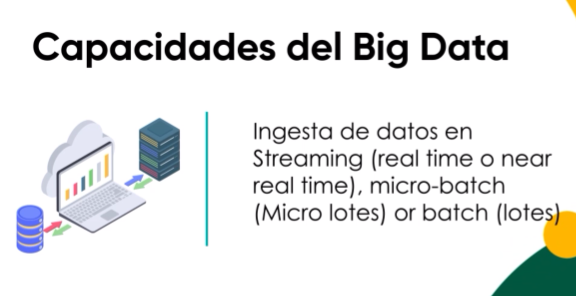 Capacidades del Big Data
Ingesta de datos en
Streaming (real time o near
real time), micro-batch
(Micro lotes) or batch (lotes)